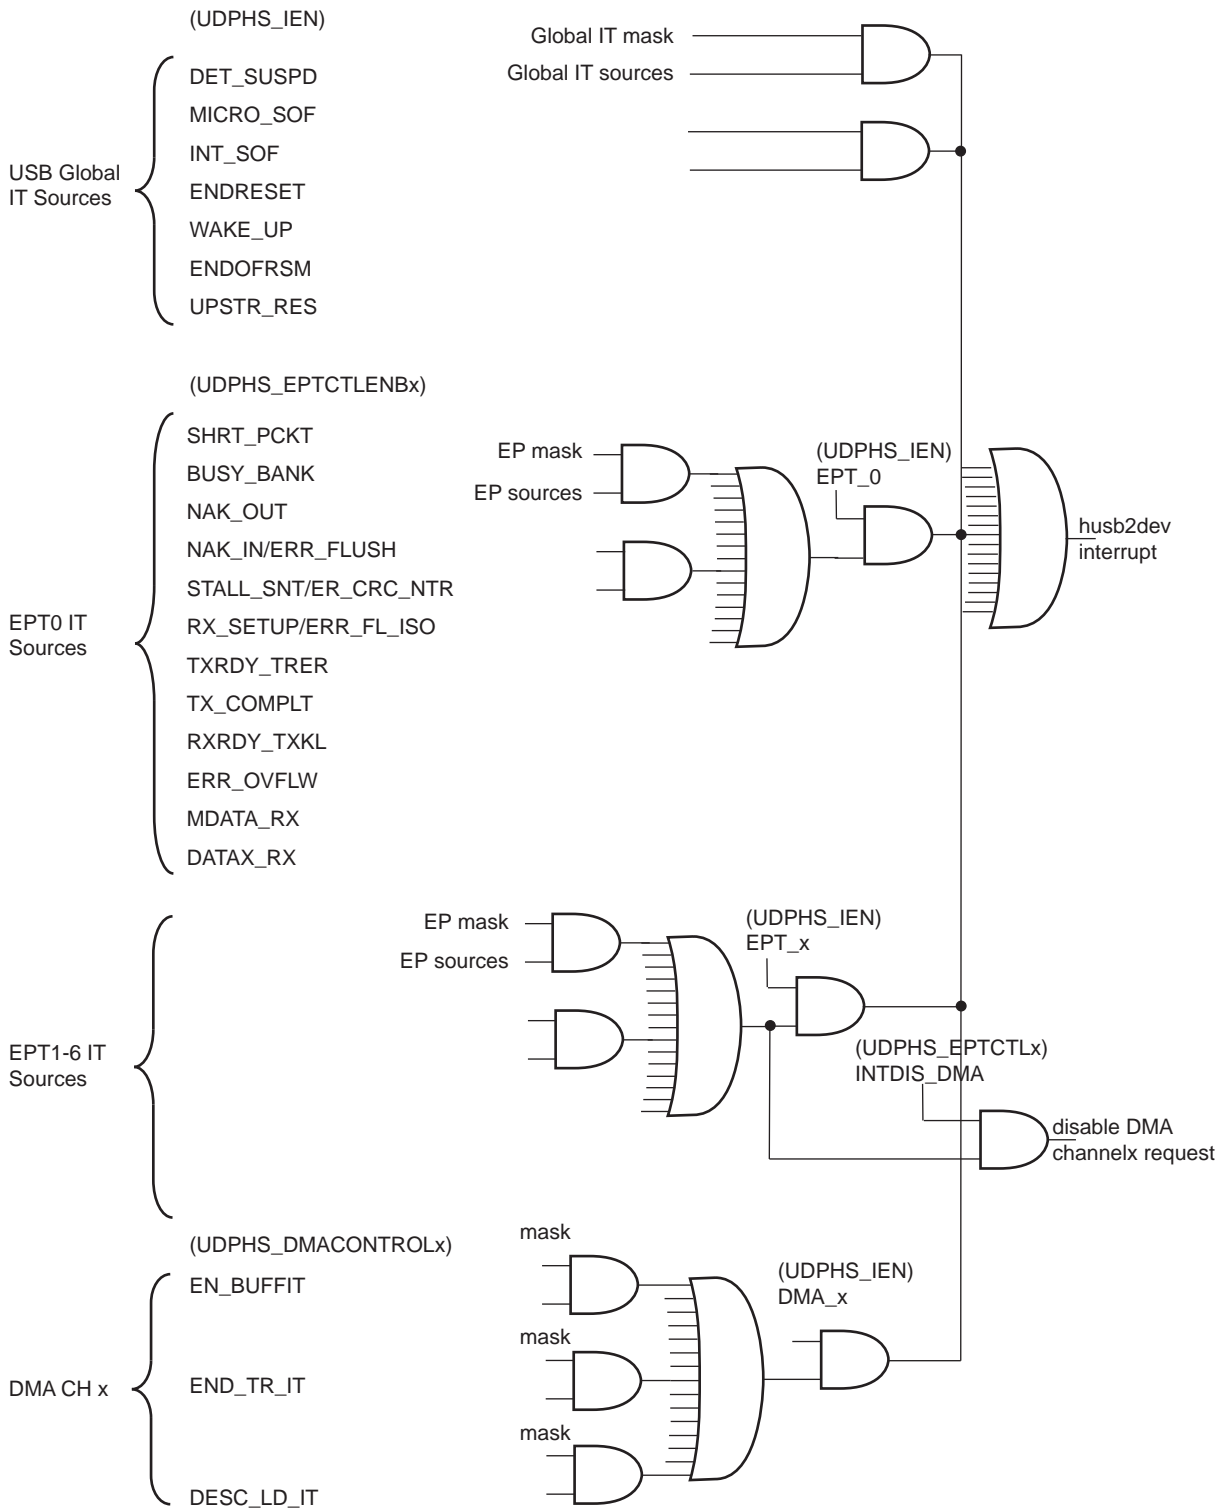 (UDPHS_IEN)
Global IT mask
Global IT sources
DET_SUSPD
MICRO_SOF
INT_SOF
ENDRESET
WAKE_UP
ENDOFRSM
UPSTR_RES
USB Global
IT Sources
(UDPHS_EPTCTLENBx)
SHRT_PCKT
BUSY_BANK
NAK_OUT
NAK_IN/ERR_FLUSH
STALL_SNT/ER_CRC_NTR
RX_SETUP/ERR_FL_ISO
TXRDY_TRER
TX_COMPLT
RXRDY_TXKL
ERR_OVFLW
MDATA_RX
DATAX_RX
EPT0 IT
Sources
EP mask
EP sources
(UDPHS_IEN)
EPT_0
husb2dev
interrupt
EPT1-6 IT
Sources
EP mask
EP sources
(UDPHS_IEN)
EPT_x
(UDPHS_EPTCTLx)
INTDIS_DMA
disable DMA
channelx request
(UDPHS_DMACONTROLx)
EN_BUFFIT
END_TR_IT
DESC_LD_IT
DMA CH x
mask
mask
mask
(UDPHS_IEN)
DMA_x